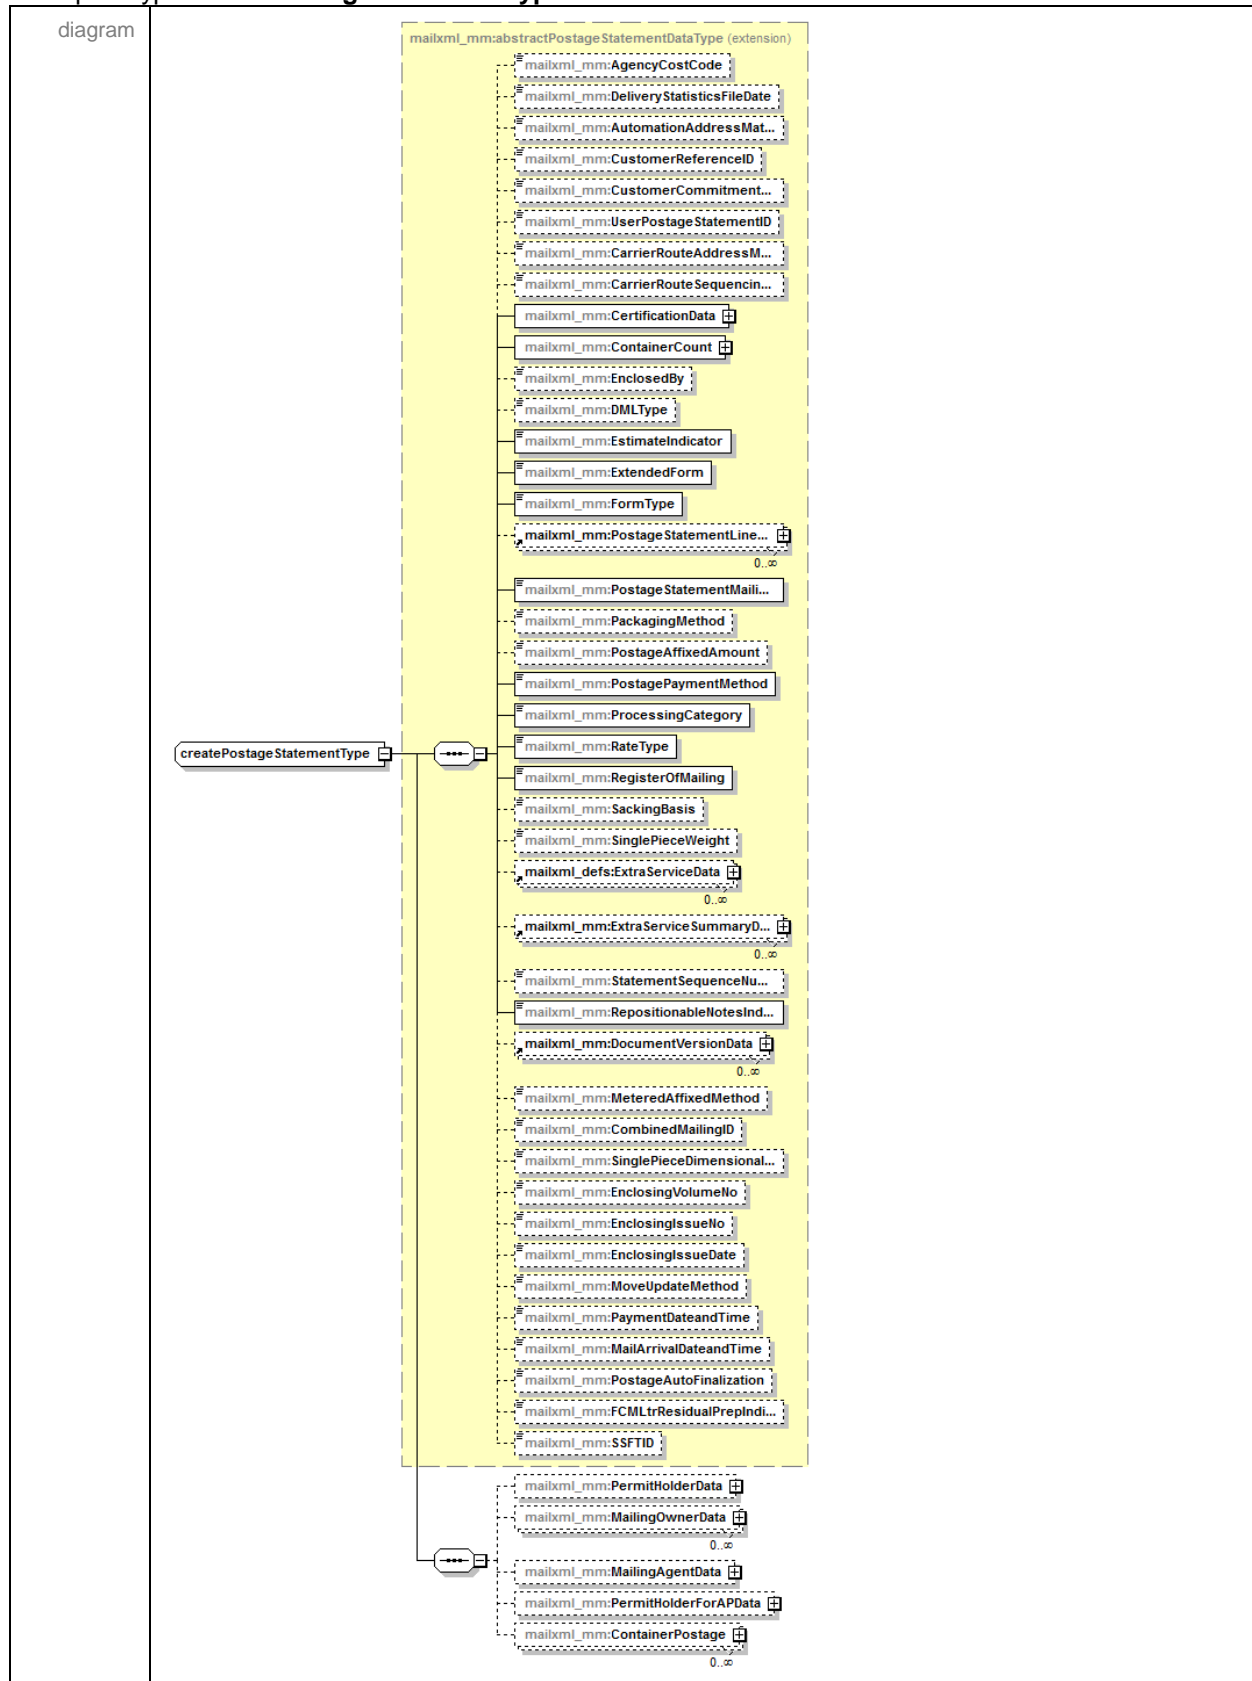 diagram
mailxml_mm:abstractPostageStatementDataType (extension)
mailxml_mm:AgencyCostCode
mailxml_mm:DeliveryStatisticsFileDate
mailxml_mm:AutomationAddressMat...
mailxml_mm:CustomerReferenceID
mailxml_mm:CustomerCommitment...
mailxml_mm:UserPostageStatementID
mailxml_mm:CarrierRouteAddressM...
mailxml_mm:CarrierRouteSequencin...
mailxml_mm:CertificationData
mailxml_mm:ContainerCount
mailxml_mm:EnclosedBy
mailxml_mm:DMLType
mailxml_mm:EstimateIndicator
mailxml_mm:ExtendedForm
mailxml_mm:FormType
mailxml_mm:PostageStatementLine...
0..∞
mailxml_mm:PostageStatementMaili...
mailxml_mm:PackagingMethod
mailxml_mm:PostageAffixedAmount
mailxml_mm:PostagePaymentMethod
mailxml_mm:ProcessingCategory
mailxml_mm:RateType
createPostageStatementType
mailxml_mm:RegisterOfMailing
mailxml_mm:SackingBasis
mailxml_mm:SinglePieceWeight
mailxml_defs:ExtraServiceData
0..∞
mailxml_mm:ExtraServiceSummaryD...
0..∞
mailxml_mm:StatementSequenceNu...
mailxml_mm:RepositionableNotesInd...
mailxml_mm:DocumentVersionData
0..∞
mailxml_mm:MeteredAffixedMethod
mailxml_mm:CombinedMailingID
mailxml_mm:SinglePieceDimensional...
mailxml_mm:EnclosingVolumeNo
mailxml_mm:EnclosingIssueNo
mailxml_mm:EnclosingIssueDate
mailxml_mm:MoveUpdateMethod
mailxml_mm:PaymentDateandTime
mailxml_mm:MailArrivalDateandTime
mailxml_mm:PostageAutoFinalization
mailxml_mm:FCMLtrResidualPrepIndi...
mailxml_mm:SSFTID
mailxml_mm:PermitHolderData
mailxml_mm:MailingOwnerData
0..∞
mailxml_mm:MailingAgentData
mailxml_mm:PermitHolderForAPData
mailxml_mm:ContainerPostage
0..∞